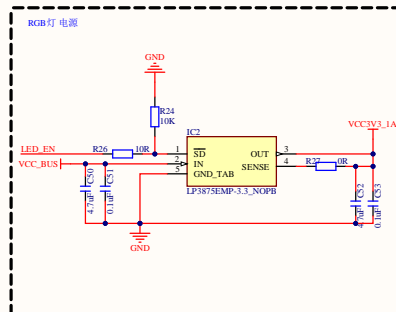 RGB灯 电源
GND
R24
10K
IC2
VCC3V3_1A
LED_EN
R26
10R
1
SD
OUT
3
VCC_BUS
2
IN
SENSE
4
R27
0R
5
GND_TAB
LP3875EMP-3.3_NOPB
C50
4.7uF
C51
0.1uF
C52
4.7uF
C53
0.1uF
GND